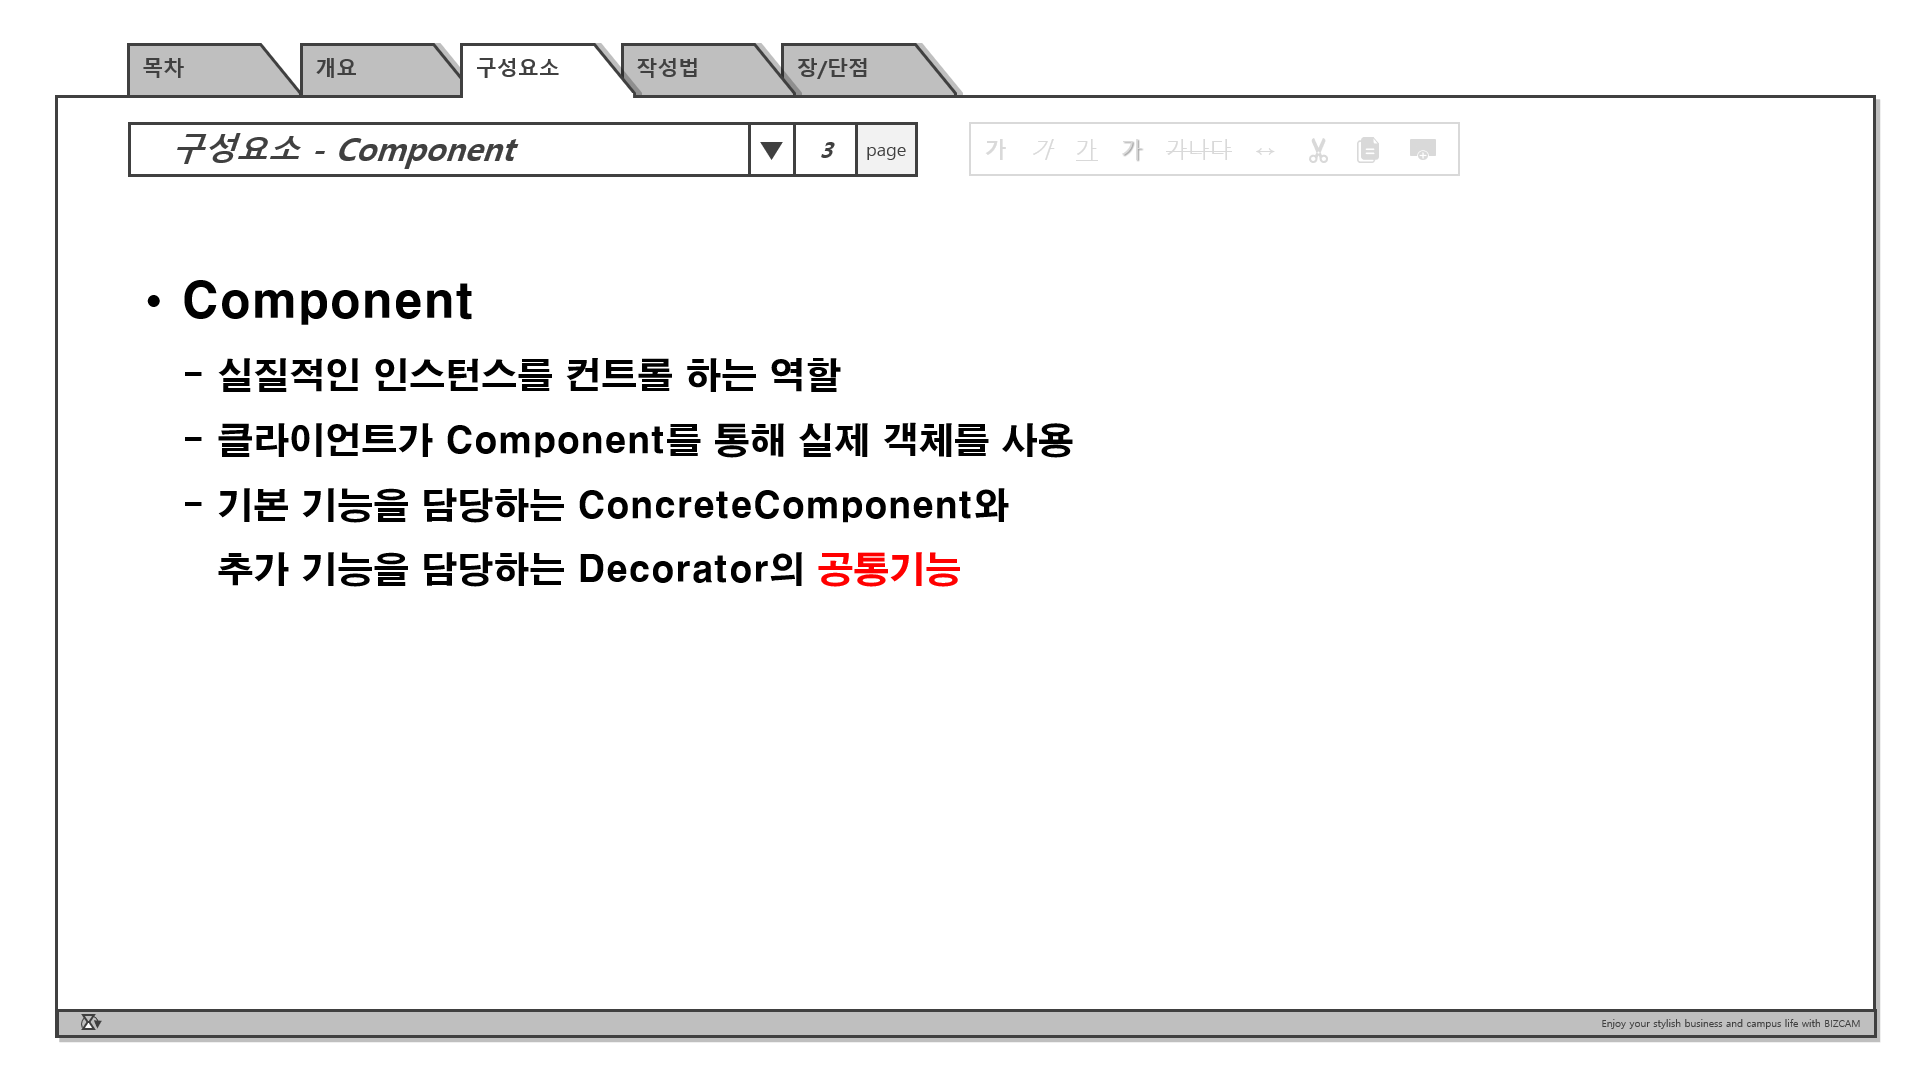 목차
개요
구성요소
작성법
장/단점
구성요소 - Component
▼
3
page
가 가 가 가 가나다 ↔
• Component
- 실질적인 인스턴스를 컨트롤 하는 역할
- 클라이언트가 Component를 통해 실제 객체를 사용
- 기본 기능을 담당하는 ConcreteComponent와
추가 기능을 담당하는 Decorator의 공통기능
Enjoy your stylish business and campus life with BIZCAM